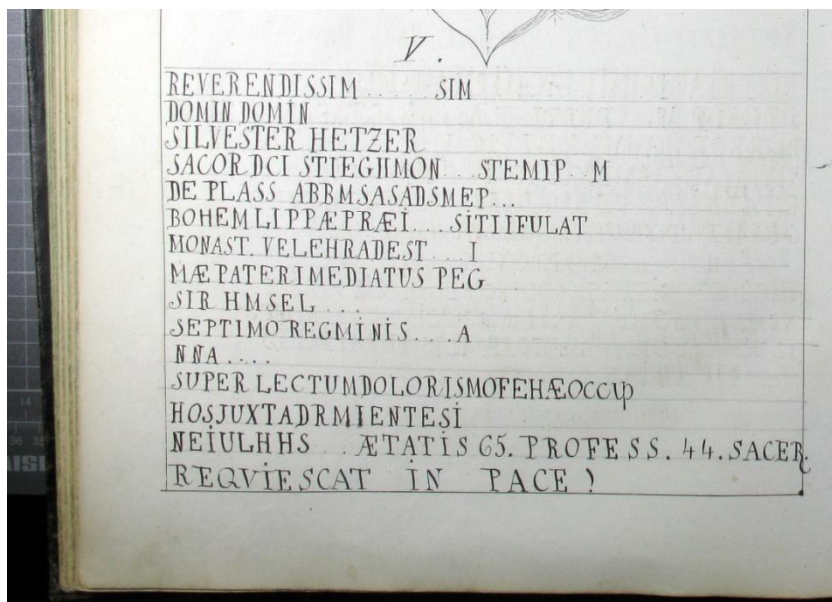 V.
REVERENDISSIM..... SIM
DOMIN DOMIN
SILVESTER HETZER
SACOR DCI STIEGHMON... STEMIP.. M
DE PLASS ABBMSASADSMEP...
BOHEM LIPPÆPRÆI.... SITIIFULAT
MONAST. VELEHRADEST... I
MÆ PATERIMEDIATUS PEG
SIR HMSEL....
SEPTIMO REGMINIS... A
NNA....
SUPER LECTUMDOLORISMOFEHÆOCCup
HOSJUXTADRMIENTESI
NEIULHHS ÆTATIS 65. PROFESS. 44. SACER.
REQVIESCAT IN PACE!